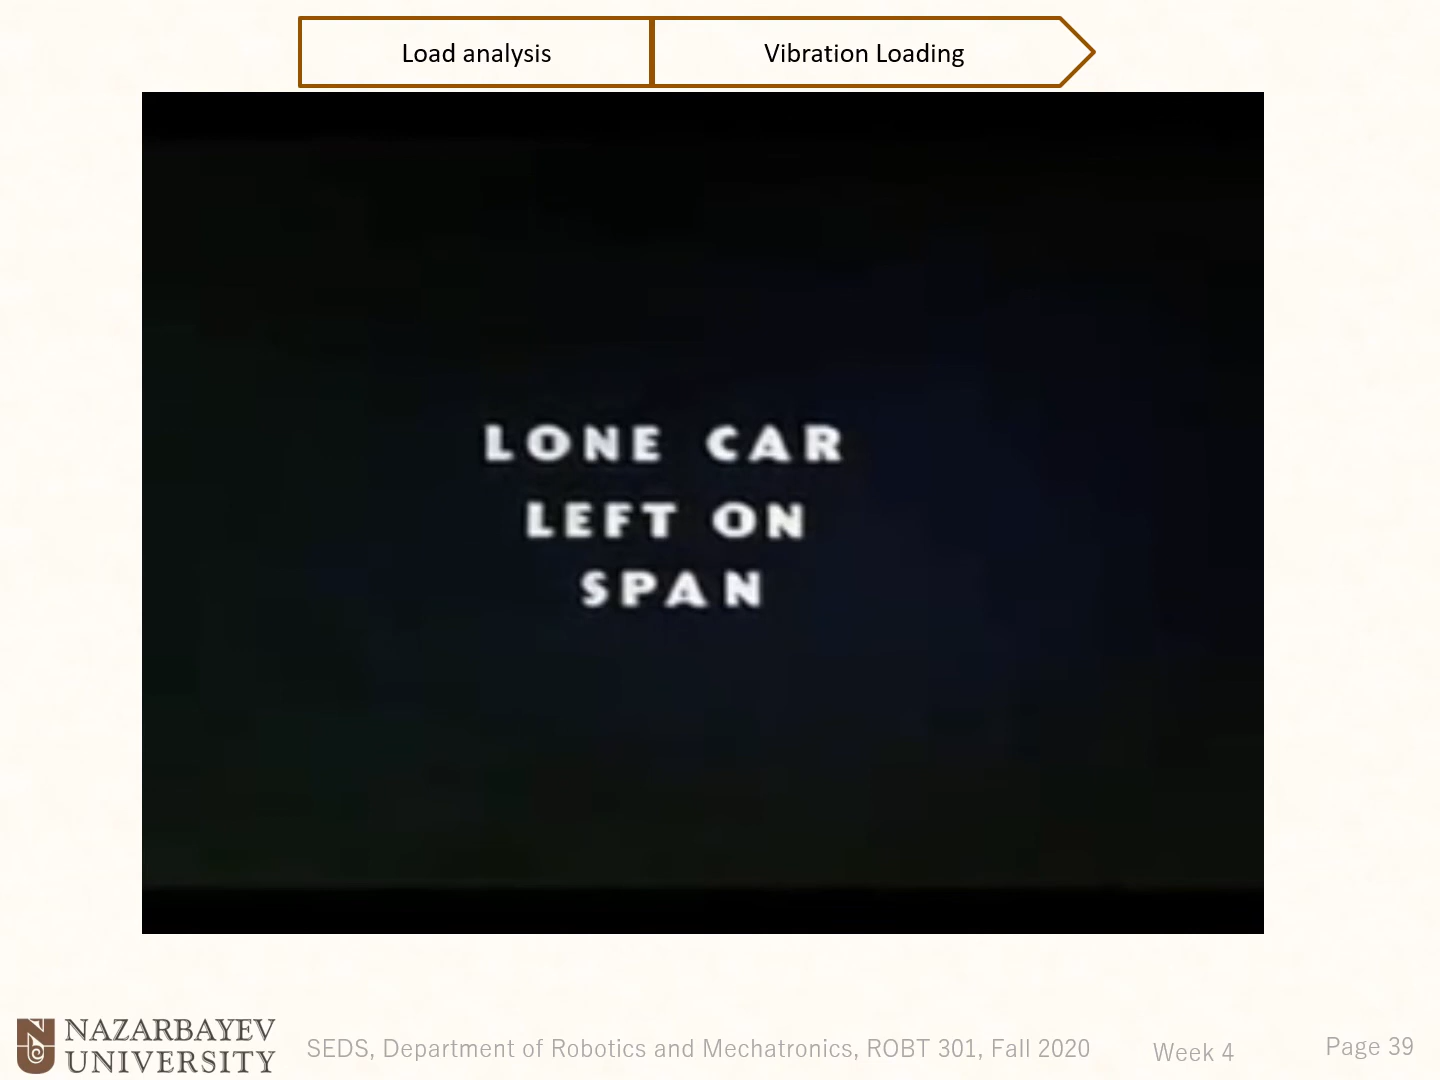 Load analysis
Vibration Loading
LONE CAR
LEFT ON
SPAN
NAZARBAYEV
UNIVERSITY
SEDS, Department of Robotics and Mechatronics, ROBT 301, Fall 2020
Week 4
Page 39